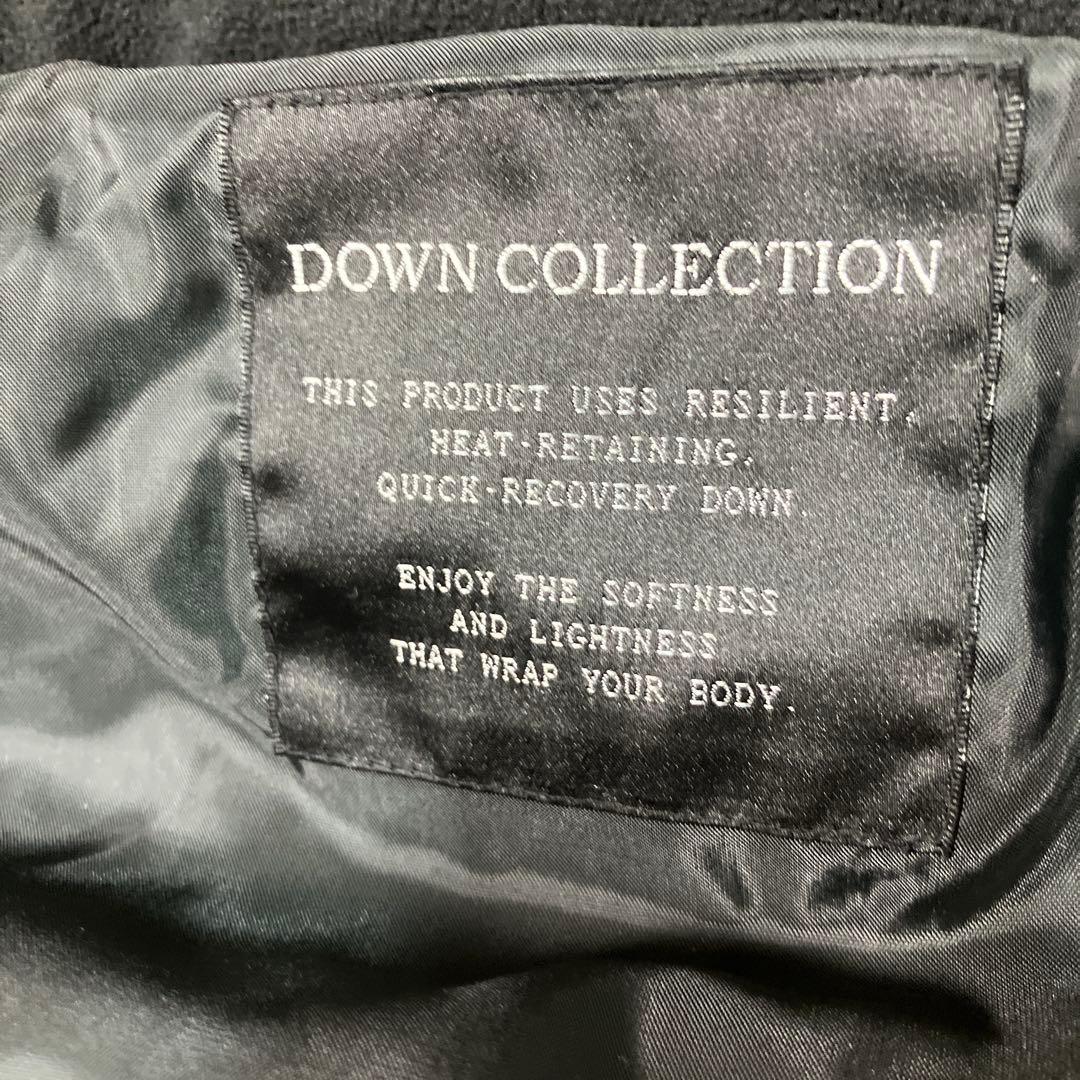 DOWN COLLECTION
THIS PRODUCT USES RESILIENT,
HEAT-RETAINING,
QUICK-RECOVERY DOWN.
ENJOY THE SOFTNESS
AND LIGHTNESS
THAT WRAP YOUR BODY.